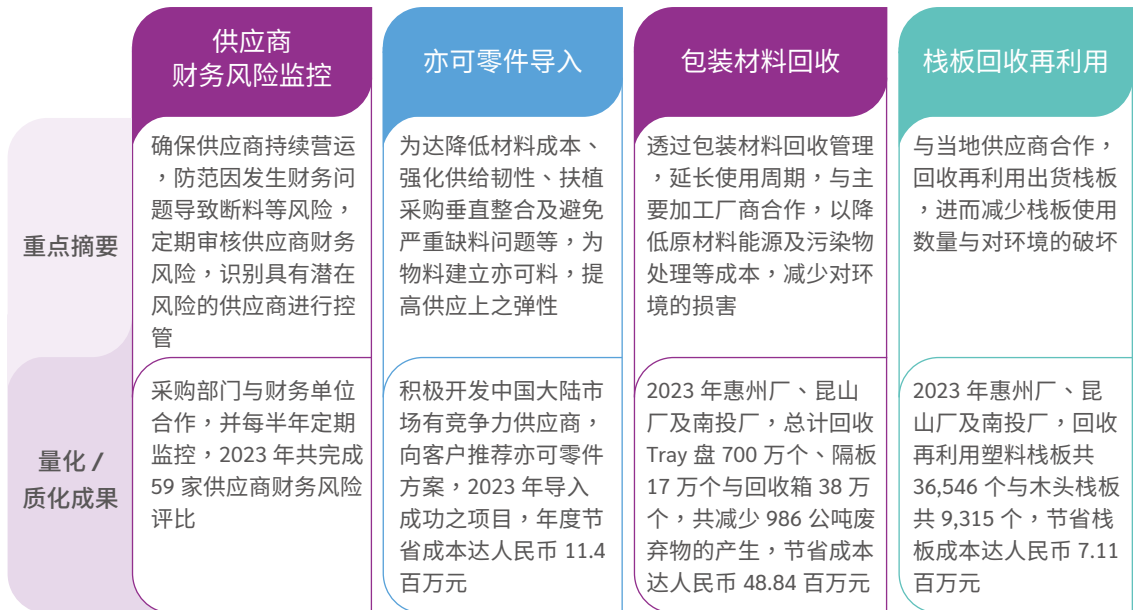 供应商
财务风险监控
亦可零件导入
包装材料回收
栈板回收再利用
重点摘要
确保供应商持续营运
，防范因发生财务问
题导致断料等风险，
定期审核供应商财务
风险，识别具有潜在
风险的供应商进行控
管
为达降低材料成本、
强化供给韧性、扶植
采购垂直整合及避免
严重缺料问题等，为
物料建立亦可料，提
高供应上之弹性
透过包装材料回收管理
，延长使用周期，与主
要加工厂商合作，以降
低原材料能源及污染物
处理等成本，减少对环
境的损害
与当地供应商合作，
回收再利用出货栈板
，进而减少栈板使用
数量与对环境的破坏
量化 /
质化成果
采购部门与财务单位
合作，并每半年定期
监控，2023 年共完成
59 家供应商财务风险
评比
积极开发中国大陆市
场有竞争力供应商，
向客户推荐亦可零件
方案，2023 年导入
成功之项目，年度节
省成本达人民币 11.4
百万元
2023 年惠州厂、昆山
厂及南投厂，总计回收
Tray 盘 700 万个、隔板
17 万个与回收箱 38 万
个，共减少 986 公吨废
弃物的产生，节省成本
达人民币 48.84 百万元
2023 年惠州厂、昆
山厂及南投厂，回收
再利用塑料栈板共
36,546 个与木头栈板
共 9,315 个，节省栈
板成本达人民币 7.11
百万元